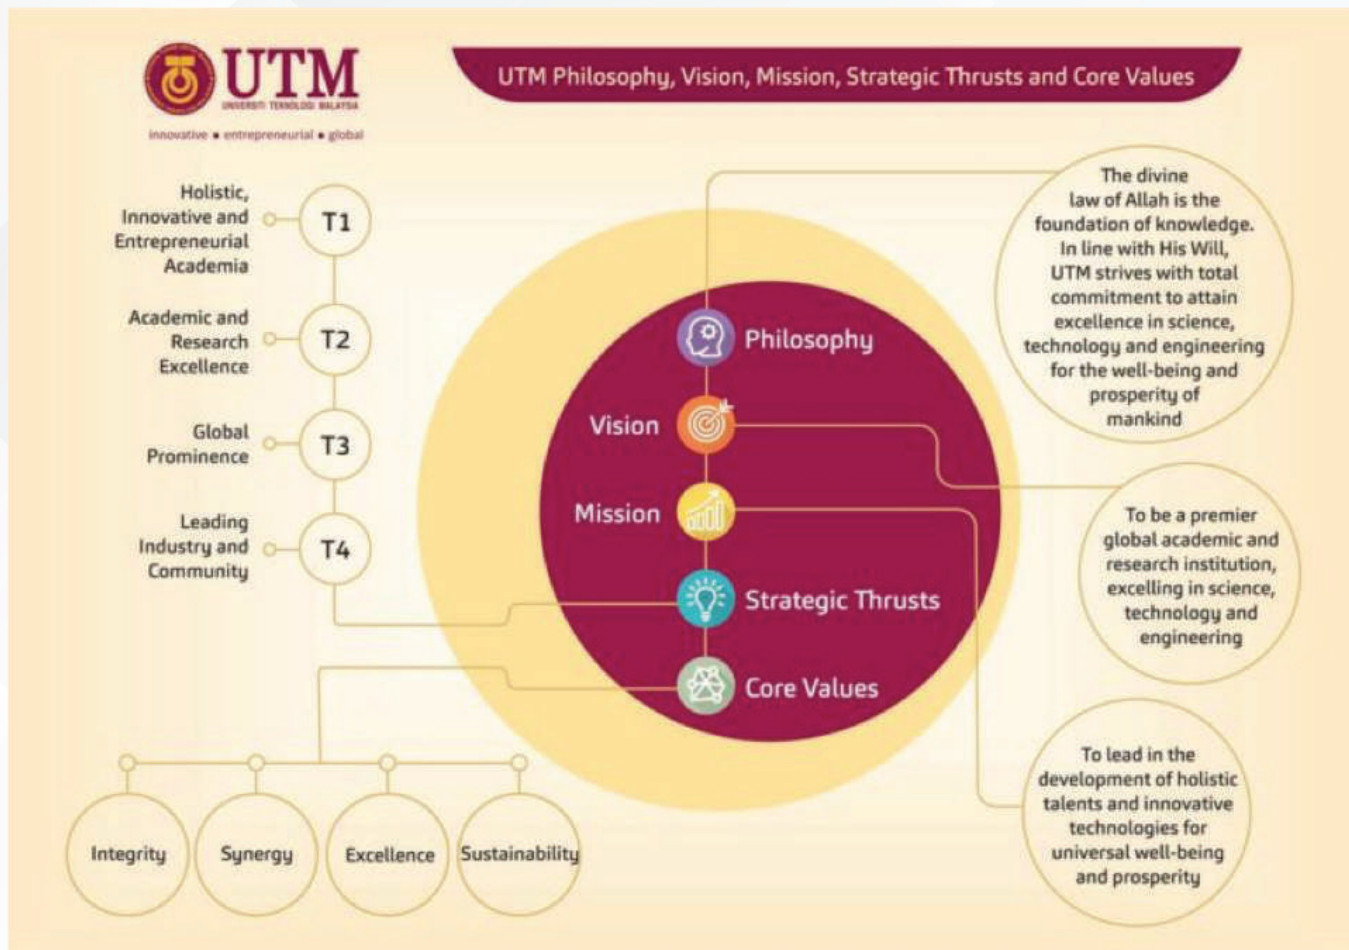 UTM
UNIVERSITI TEKNOLOGI MALAYSIA
innovative • entrepreneurial • global
UTM Philosophy, Vision, Mission, Strategic Thrusts and Core Values
Holistic,
Innovative and
Entrepreneurial
Academia
T1
Academic and
Research
Excellence
T2
Global
Prominence
T3
Leading
Industry and
Community
T4
Philosophy
Vision
Mission
Strategic Thrusts
Core Values
The divine
law of Allah is the
foundation of knowledge.
In line with His Will,
UTM strives with total
commitment to attain
excellence in science,
technology and engineering
for the well-being and
prosperity of
mankind
To be a premier
global academic and
research institution,
excelling in science,
technology and
engineering
To lead in the
development of holistic
talents and innovative
technologies for
universal well-being
and prosperity
Integrity
Synergy
Excellence
Sustainability